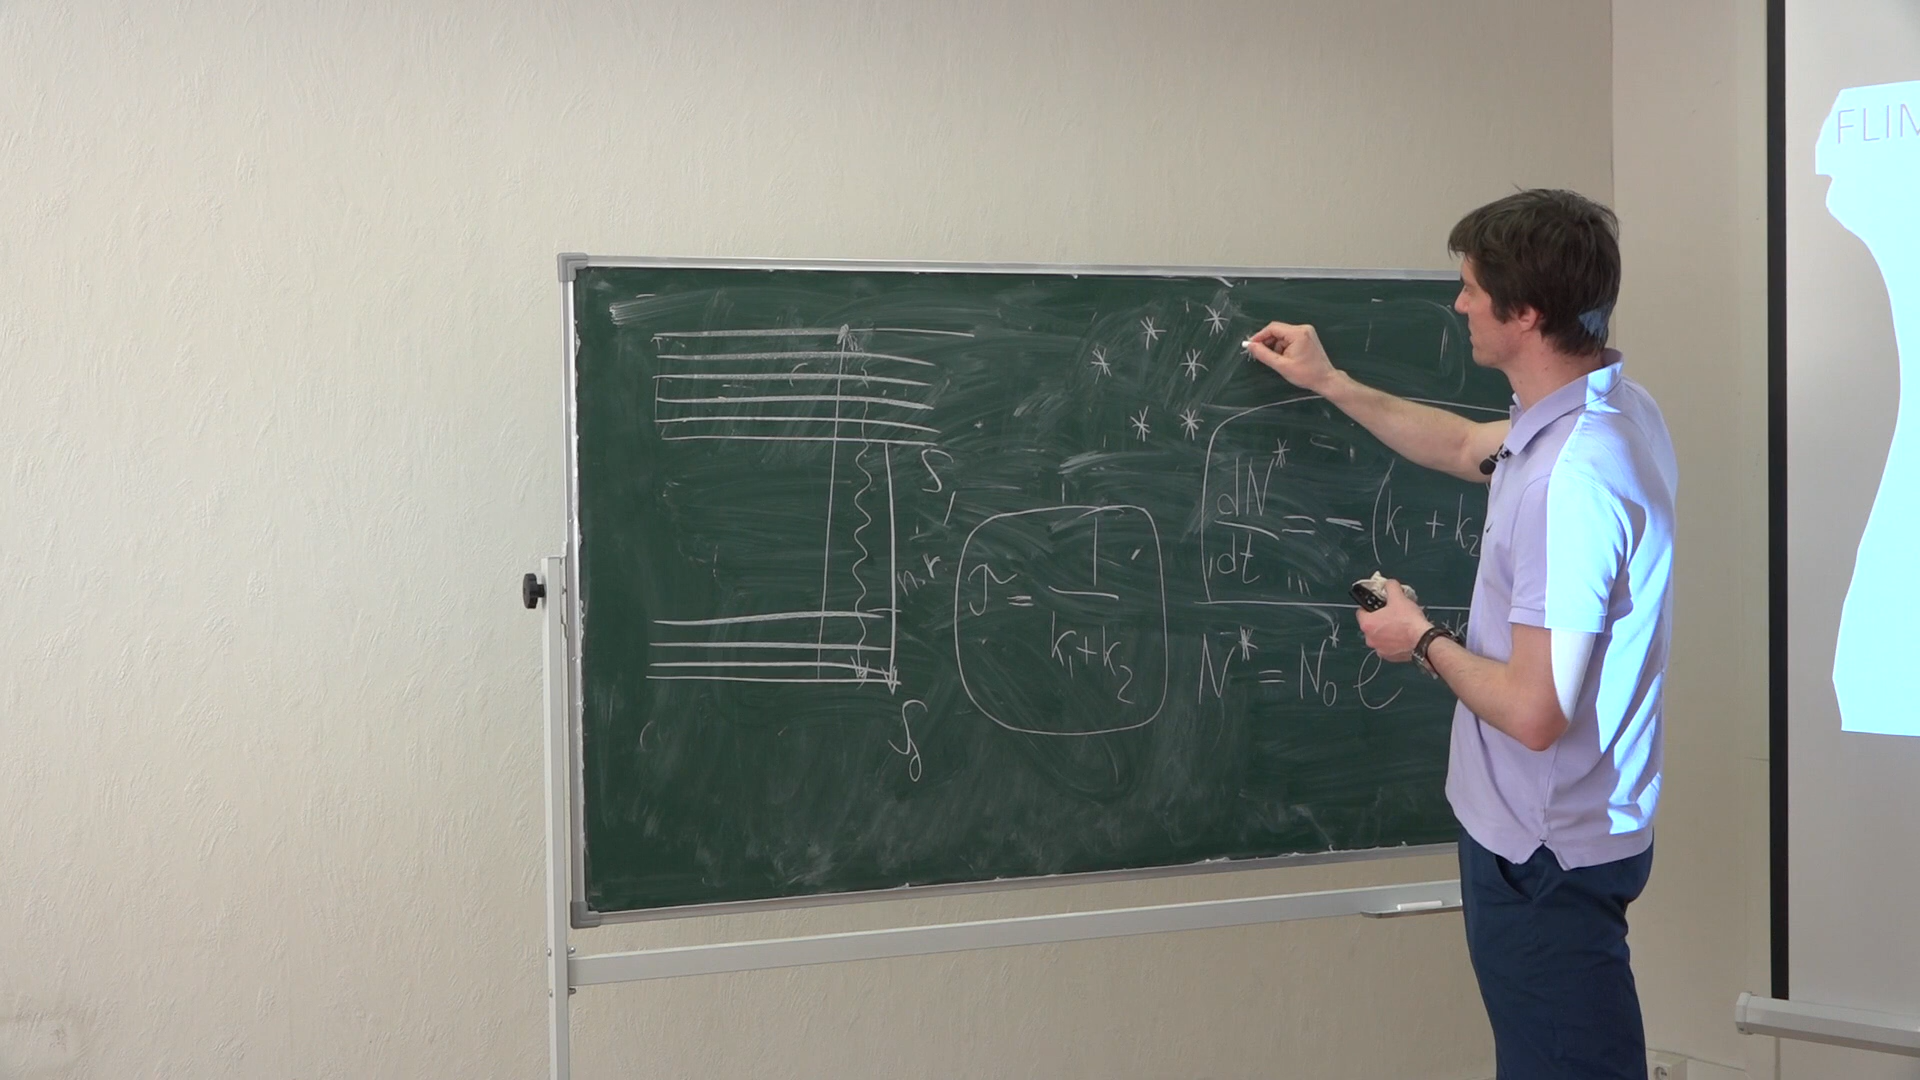 FLIM
* * * * * *
S₁
n.r.
S₀
τ = 1 / (k₁+k₂)
dN*/dt = -(k₁ + k₂
N* = N₀* e